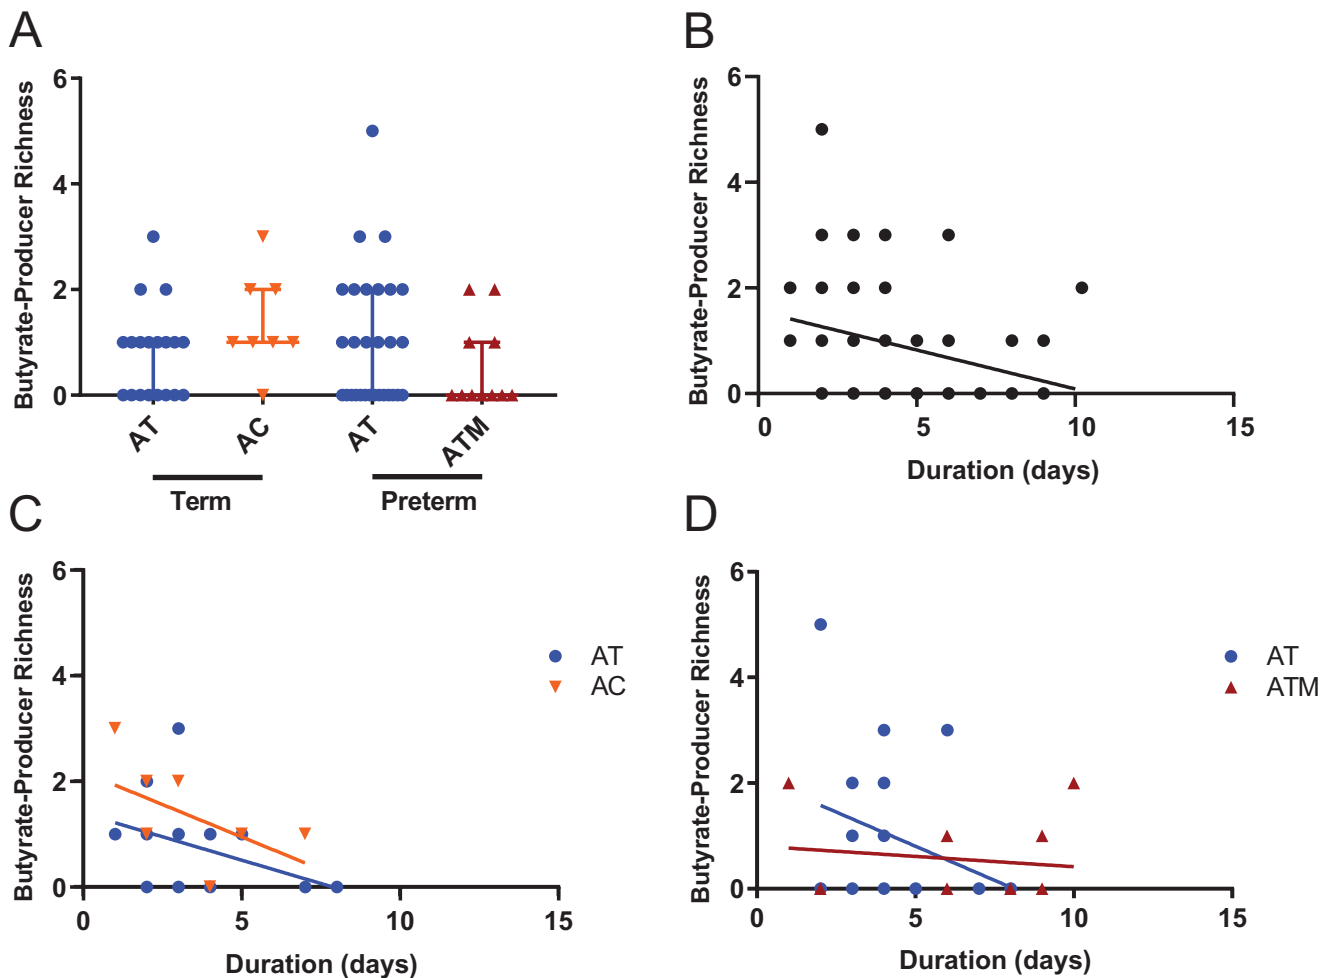 A
Butyrate-Producer Richness
6
4
2
0
AT
AC
AT
ATM
Term
Preterm
B
Butyrate-Producer Richness
6
4
2
0
0
5
10
15
Duration (days)
C
Butyrate-Producer Richness
6
4
2
0
0
5
10
15
Duration (days)
AT
AC
D
Butyrate-Producer Richness
6
4
2
0
0
5
10
15
Duration (days)
AT
ATM